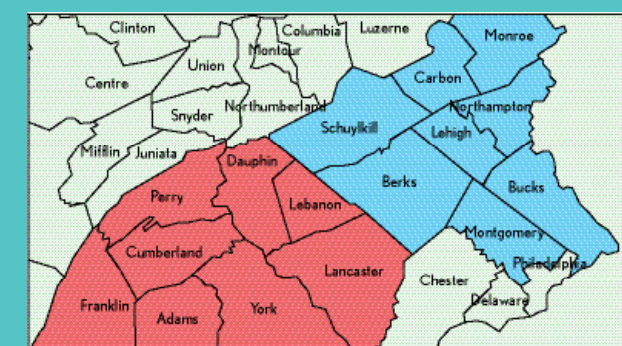 Clinton
Columbia
Luzerne
Monroe
Montour
Union
Carbon
Centre
Northumberland
Northampton
Snyder
Schuylkill
Lehigh
Mifflin
Juniata
Dauphin
Berks
Bucks
Perry
Lebanon
Montgomery
Cumberland
Philadelphia
Lancaster
Chester
Franklin
York
Delaware
Adams